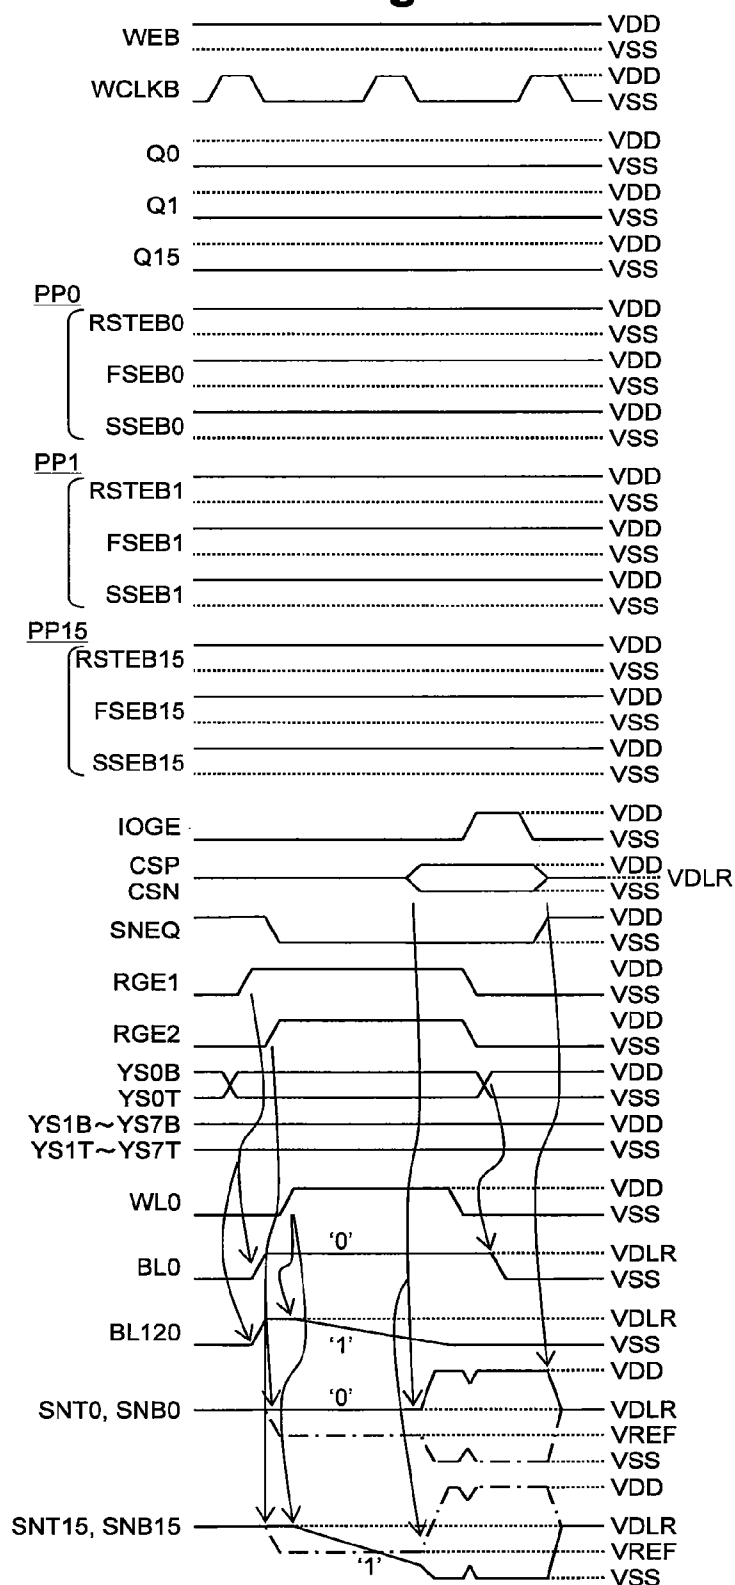 g
WEB VDD
VSS
WCLKB VDD
VSS
Q0 VDD
VSS
Q1 VDD
VSS
Q15 VDD
VSS
PP0
RSTEB0 VDD
VSS
FSEB0 VDD
VSS
SSEB0 VDD
VSS
PP1
RSTEB1 VDD
VSS
FSEB1 VDD
VSS
SSEB1 VDD
VSS
PP15
RSTEB15 VDD
VSS
FSEB15 VDD
VSS
SSEB15 VDD
VSS
IOGE VDD
VSS
CSP VDD
VDLR
CSN VSS
SNEQ VDD
VSS
RGE1 VDD
VSS
RGE2 VDD
VSS
YS0B VDD
YS0T VSS
YS1B～YS7B VDD
YS1T～YS7T VSS
WL0 VDD
VSS
BL0 '0' VDLR
VSS
BL120 VDLR
'1' VSS
VDD
SNT0, SNB0 '0' VDLR
VREF
VSS
VDD
SNT15, SNB15 VDLR
VREF
'1' VSS